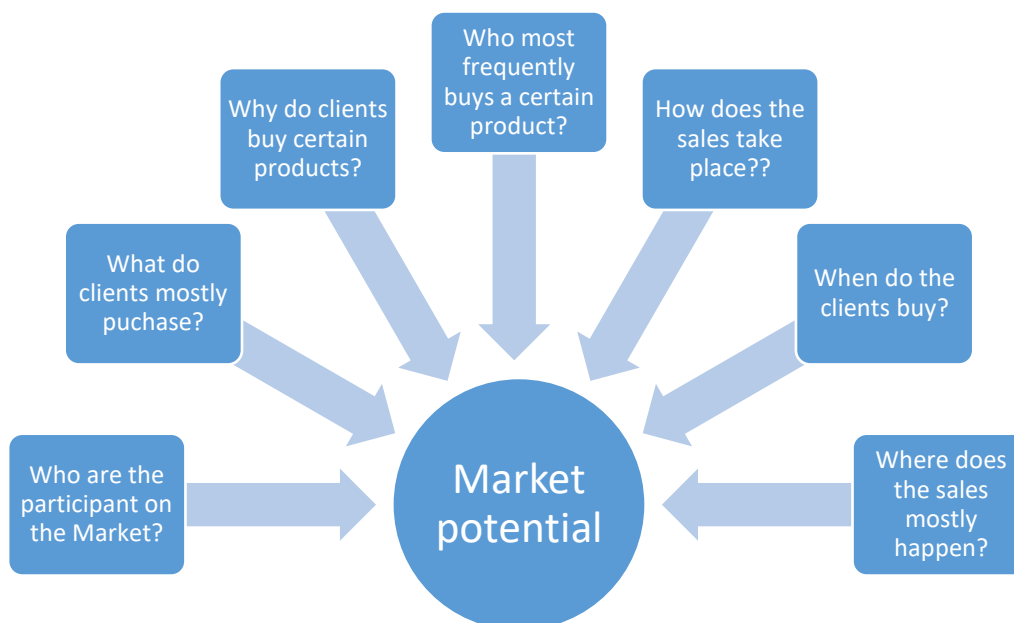 Who are the
participant on
the Market?
What do
clients mostly
puchase?
Why do clients
buy certain
products?
Who most
frequently
buys a certain
product?
How does the
sales take
place??
When do the
clients buy?
Where does
the sales
mostly
happen?
Market
potential